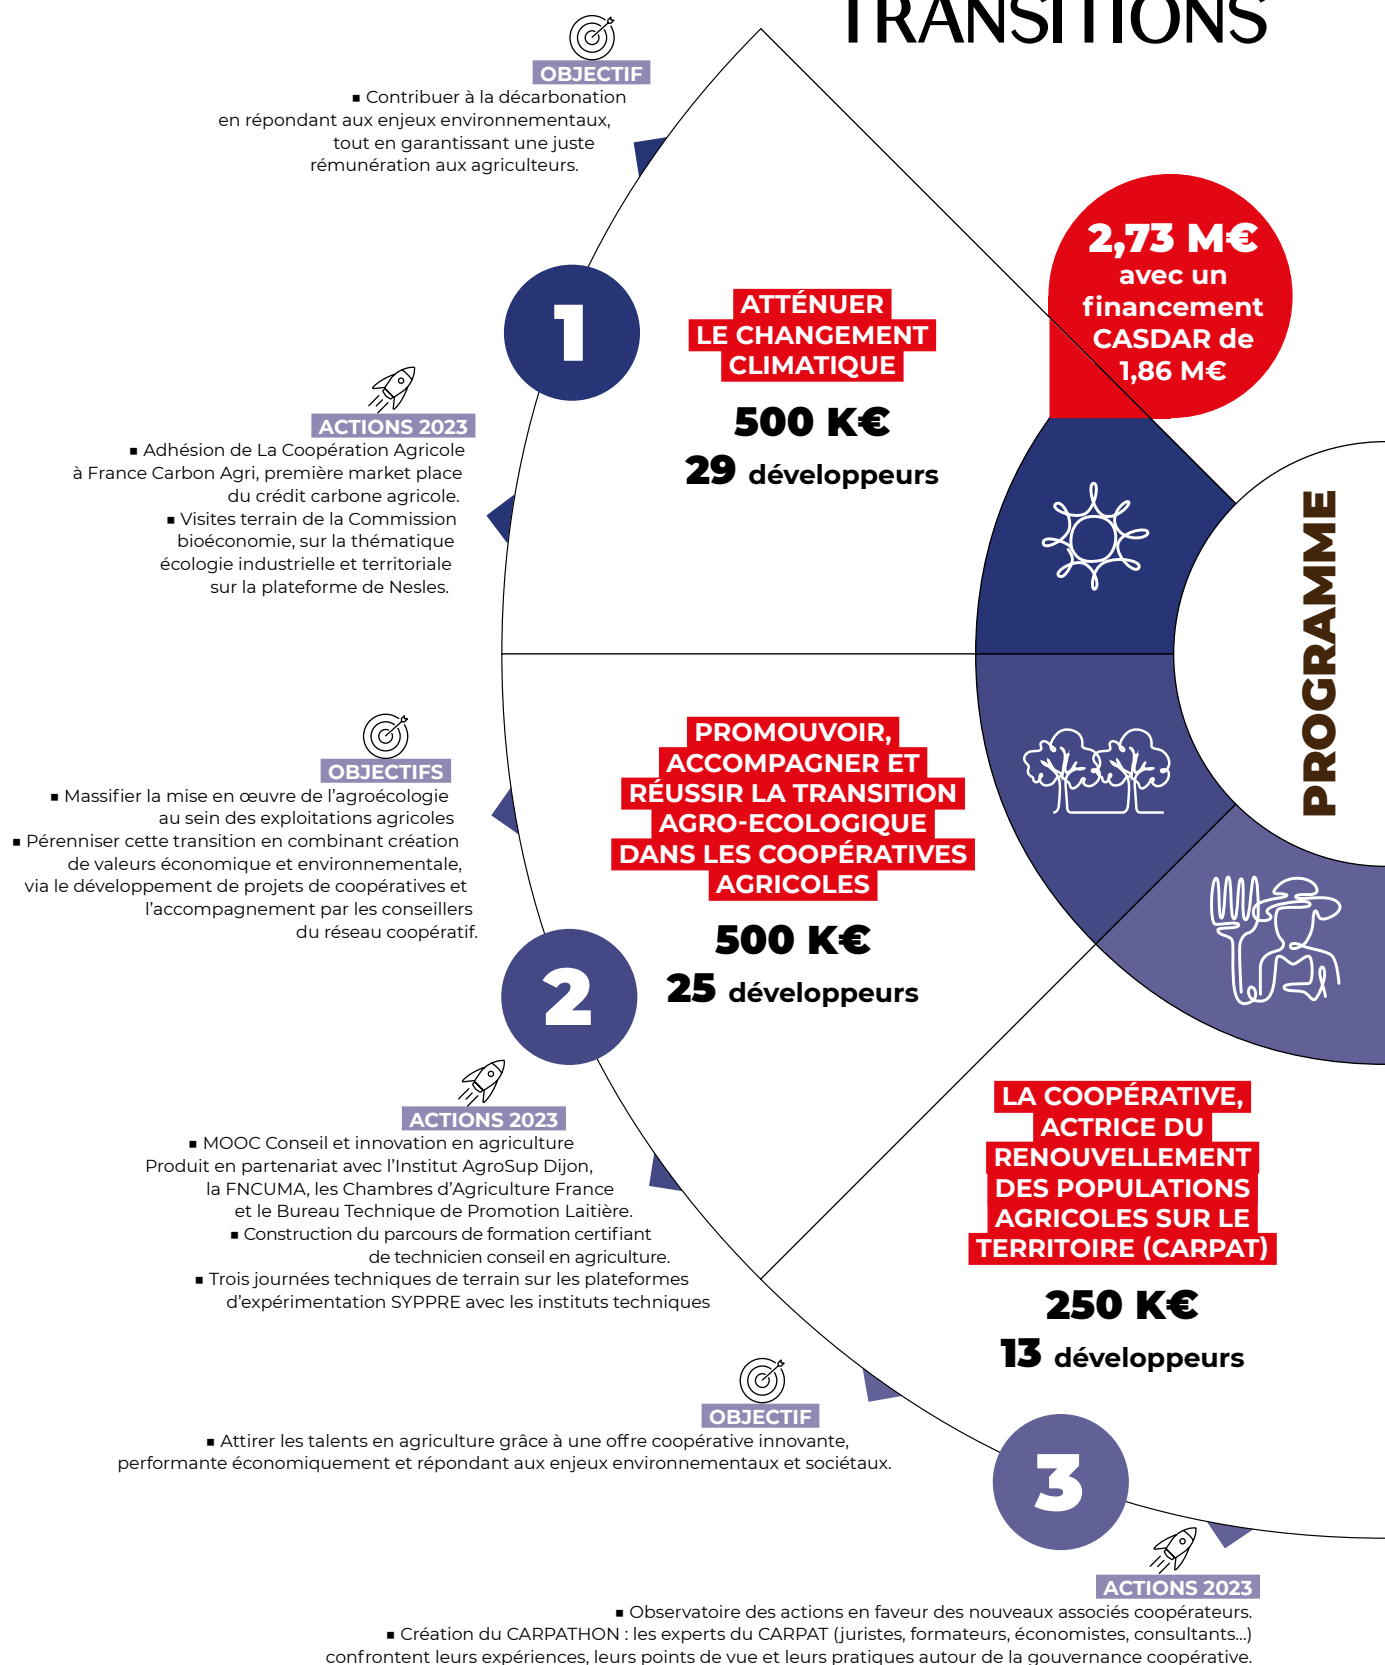 TRANSITIONS
OBJECTIF
▪ Contribuer à la décarbonation
en répondant aux enjeux environnementaux,
tout en garantissant une juste
rémunération aux agriculteurs.
1
ATTÉNUER
LE CHANGEMENT
CLIMATIQUE
500 K€
29 développeurs
2,73 M€
avec un
financement
CASDAR de
1,86 M€
ACTIONS 2023
▪ Adhésion de La Coopération Agricole
à France Carbon Agri, première market place
du crédit carbone agricole.
▪ Visites terrain de la Commission
bioéconomie, sur la thématique
écologie industrielle et territoriale
sur la plateforme de Nesles.
PROGRAMME
OBJECTIFS
▪ Massifier la mise en œuvre de l’agroécologie
au sein des exploitations agricoles
▪ Pérenniser cette transition en combinant création
de valeurs économique et environnementale,
via le développement de projets de coopératives et
l’accompagnement par les conseillers
du réseau coopératif.
2
PROMOUVOIR,
ACCOMPAGNER ET
RÉUSSIR LA TRANSITION
AGRO-ECOLOGIQUE
DANS LES COOPÉRATIVES
AGRICOLES
500 K€
25 développeurs
ACTIONS 2023
▪ MOOC Conseil et innovation en agriculture
Produit en partenariat avec l’Institut AgroSup Dijon,
la FNCUMA, les Chambres d’Agriculture France
et le Bureau Technique de Promotion Laitière.
▪ Construction du parcours de formation certifiant
de technicien conseil en agriculture.
▪ Trois journées techniques de terrain sur les plateformes
d’expérimentation SYPPRE avec les instituts techniques
LA COOPÉRATIVE,
ACTRICE DU
RENOUVELLEMENT
DES POPULATIONS
AGRICOLES SUR LE
TERRITOIRE (CARPAT)
250 K€
13 développeurs
OBJECTIF
▪ Attirer les talents en agriculture grâce à une offre coopérative innovante,
performante économiquement et répondant aux enjeux environnementaux et sociétaux.
3
ACTIONS 2023
▪ Observatoire des actions en faveur des nouveaux associés coopérateurs.
▪ Création du CARPATHON : les experts du CARPAT (juristes, formateurs, économistes, consultants...)
confrontent leurs expériences, leurs points de vue et leurs pratiques autour de la gouvernance coopérative.